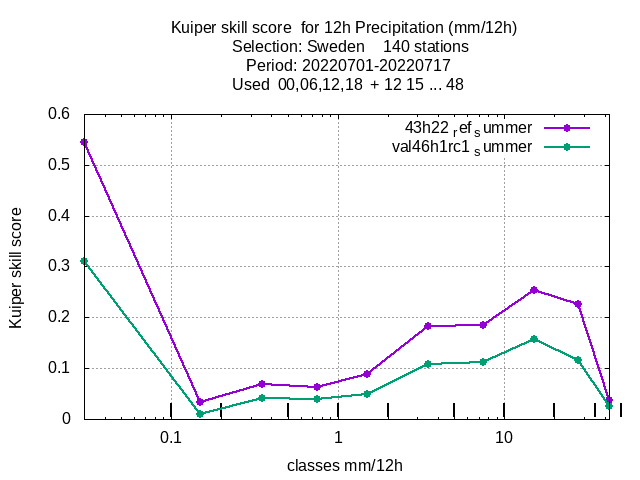 Kuiper skill score  for 12h Precipitation (mm/12h)
Selection: Sweden    140 stations
Period: 20220701-20220717
Used  00,06,12,18  + 12 15 ... 48
43h22 ref summer
val46h1rc1 summer
0.6
0.5
0.4
0.3
0.2
0.1
0
Kuiper skill score
0.1 1 10
classes mm/12h